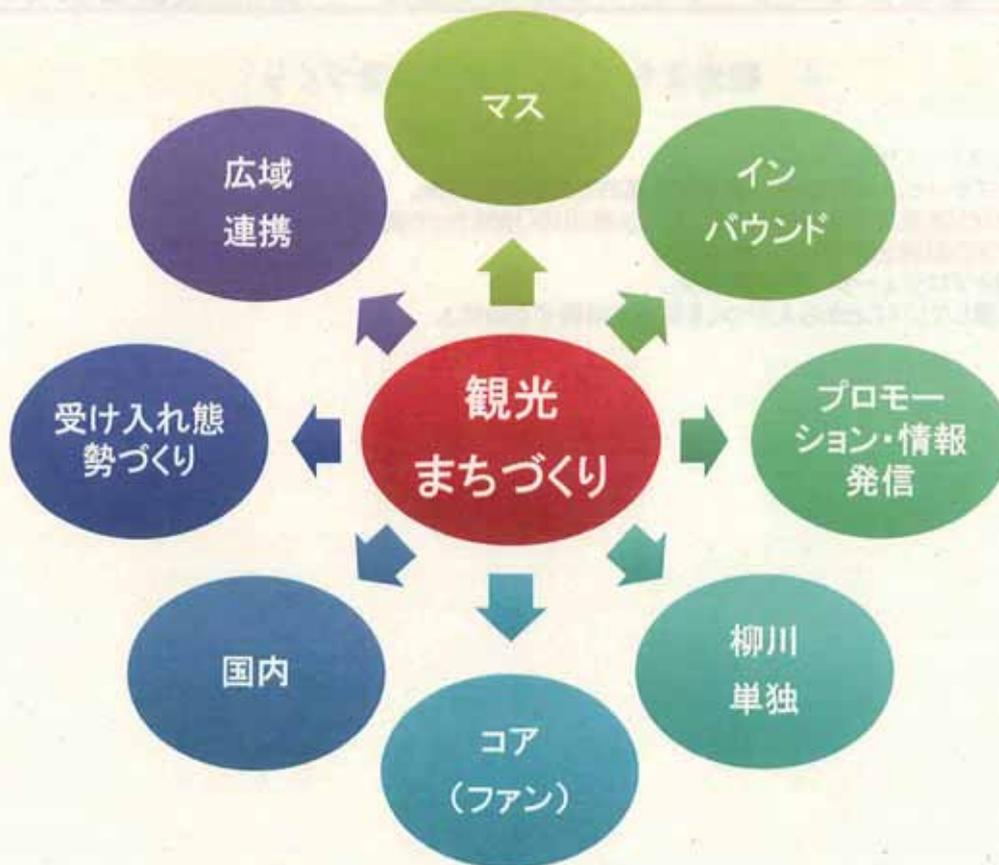 マス
イン
バウンド
プロモー
ション・情報
発信
柳川
単独
コア
（ファン）
国内
受け入れ態
勢づくり
広域
連携
観光
まちづくり